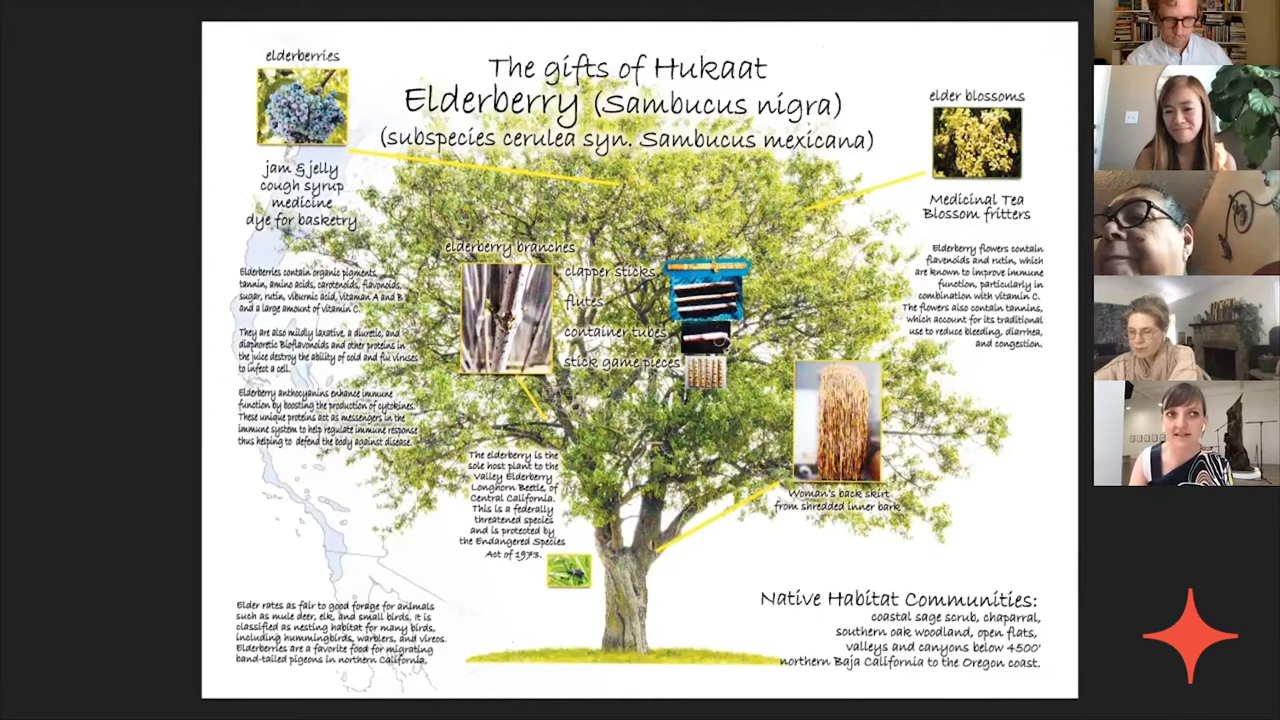 The gifts of Hukaat
Elderberry (Sambucus nigra)
(subspecies cerulea syn. Sambucus mexicana)
elderberries
jam & jelly
cough syrup
medicine
dye for basketry
Elderberries contain organic pigments,
tannin, amino acids, carotenoids, flavonoids,
sugar, rutin, viburnic acid, vitaman A and B
and a large amount of vitamin C.
They are also mildly laxative, a diuretic, and
diaphoretic Bioflavonoids and other proteins in
the juice destroy the ability of cold and flu viruses
to infect a cell.
Elderberry anthocyanins enhance immune
function by boosting the production of cytokines.
These unique proteins act as messengers in the
immune system to help regulate immune response
thus helping to defend the body against disease.
Elder rates as fair to good forage for animals
such as mule deer, elk, and small birds. It is
classified as nesting habitat for many birds,
including hummingbirds, warblers, and vireos.
Elderberries are a favorite food for migrating
band-tailed pigeons in northern California.
elderberry branches
clapper sticks
flutes
container tubes
stick game pieces
The elderberry is the
sole host plant to the
Valley Elderberry
Longhorn Beetle, of
Central California.
This is a federally
threatened species
and is protected by
the Endangered Species
Act of 1973.
elder blossoms
Medicinal Tea
Blossom fritters
Elderberry flowers contain
flavenoids and rutin, which
are known to improve immune
function, particularly in
combination with vitamin C.
The flowers also contain tannins,
which account for its traditional
use to reduce bleeding, diarrhea,
and congestion.
Woman's back skirt
from shredded inner bark
Native Habitat Communities:
coastal sage scrub, chaparral,
southern oak woodland, open flats,
valleys and canyons below 4500'
northern Baja California to the Oregon coast.